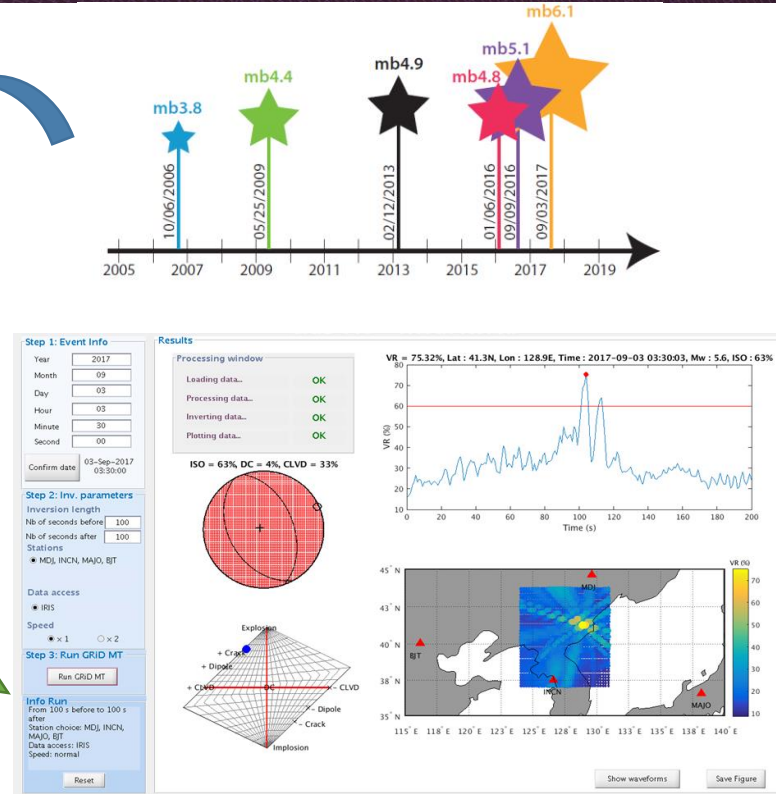 mb6.1
mb5.1
mb4.9
mb4.8
mb4.4
mb3.8
10/06/2006
05/25/2009
02/12/2013
01/06/2016
09/09/2016
09/03/2017
2005 2007 2009 2011 2013 2015 2017 2019
Step 1: Event Info
Year 2017
Month 09
Day 03
Hour 03
Minute 30
Second 00
Confirm date 03-Sep-2017
03:30:00
Step 2: Inv. parameters
Inversion length
Nb of seconds before 100
Nb of seconds after 100
Stations
MDJ, INCN, MAJO, BJT
Data access
IRIS
Speed
x 1 x 2
Step 3: Run GRiD MT
Run GRiD MT
Info Run
From 100 s before to 100 s
after
Station choice: MDJ, INCN,
MAJO, BJT
Data access: IRIS
Speed: normal
Reset
Results
Processing window
Loading data... OK
Processing data... OK
Inverting data... OK
Plotting data... OK
ISO = 63%, DC = 4%, CLVD = 33%
Explosion
+ Crack
+ Dipole
+ CLVD
DC
- CLVD
- Dipole
- Crack
Implosion
VR = 75.32%, Lat : 41.3N, Lon : 128.9E, Time : 2017-09-03 03:30:03, Mw : 5.6, ISO : 63%
VR (%)
80
70
60
50
40
30
20
10
0 20 40 60 80 100 120 140 160 180 200
Time (s)
45° N
43° N
40° N
38° N
35° N
115° E 118° E 120° E 123° E 125° E 128° E 130° E 133° E 135° E 138° E 140° E
MDJ
BJT
INCN
MAJO
VR (%)
70
60
50
40
30
20
10
Show waveforms Save Figure